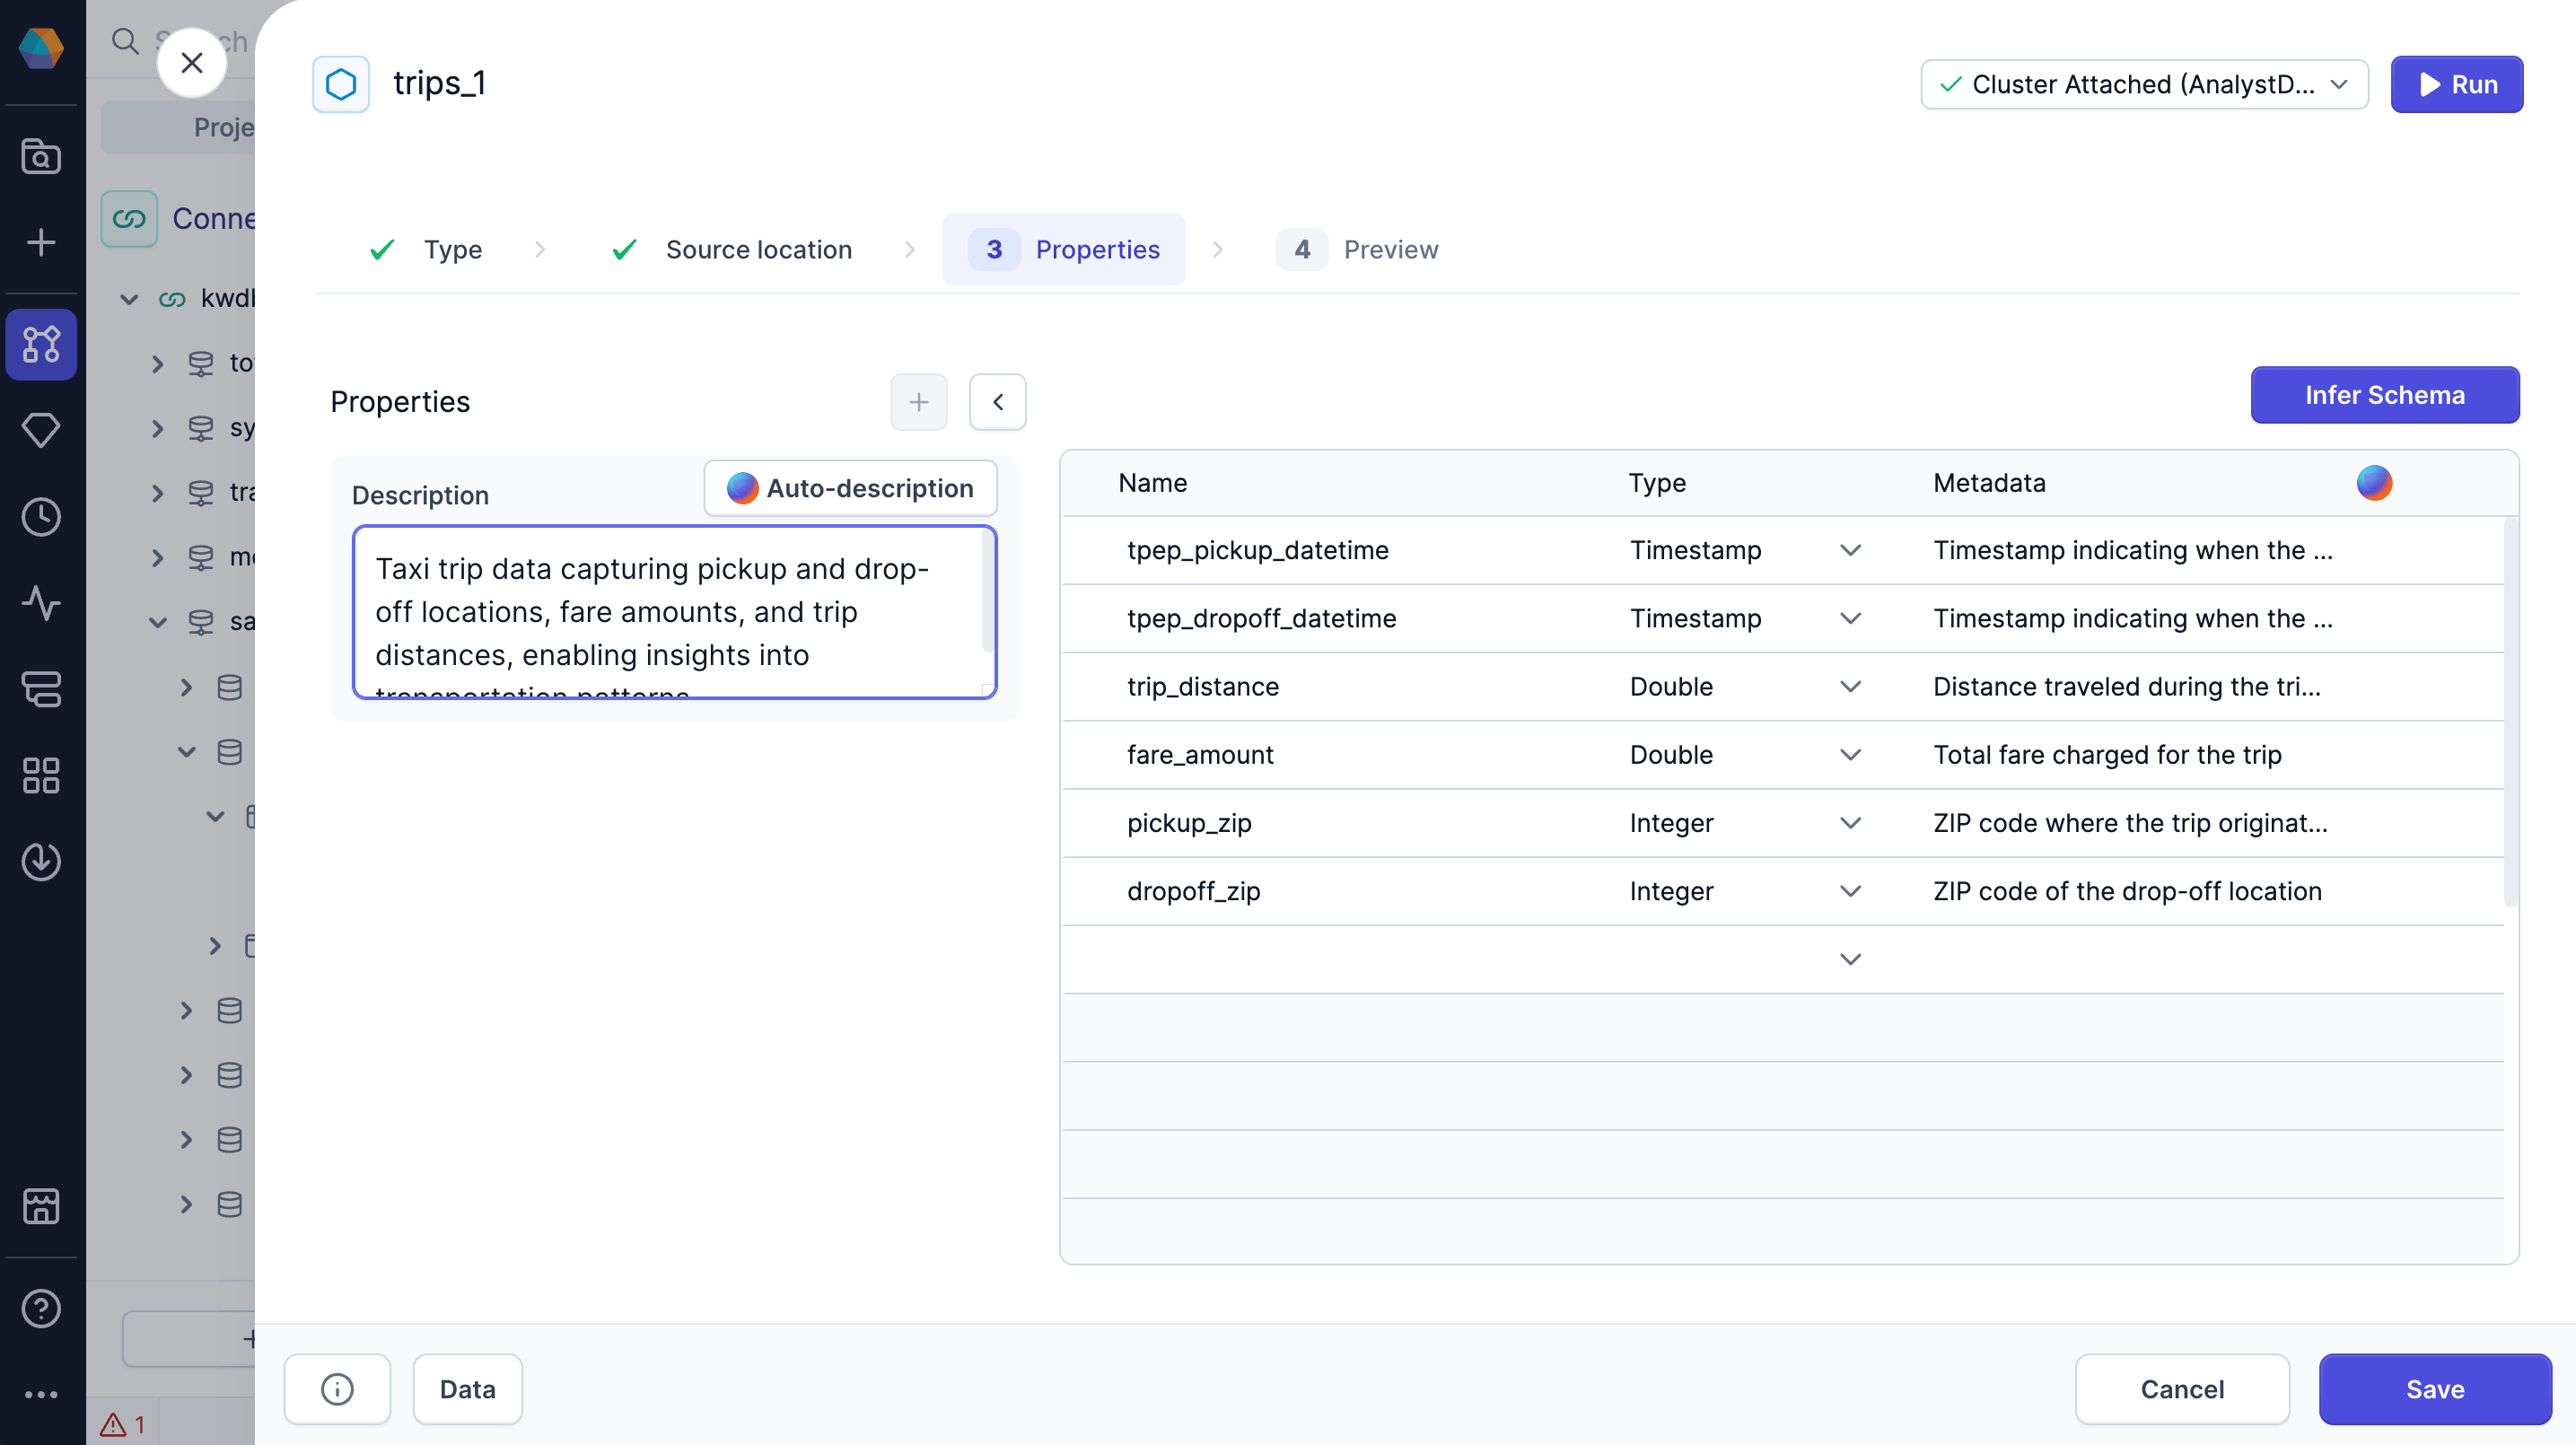 trips_1
Cluster Attached (AnalystD...
Run
Type
Source location
3 Properties
4 Preview
Properties
Infer Schema
Description
Auto-description
Taxi trip data capturing pickup and drop-
off locations, fare amounts, and trip
distances, enabling insights into
transportation patterns
Name Type Metadata
tpep_pickup_datetime Timestamp Timestamp indicating when the ...
tpep_dropoff_datetime Timestamp Timestamp indicating when the ...
trip_distance Double Distance traveled during the tri...
fare_amount Double Total fare charged for the trip
pickup_zip Integer ZIP code where the trip originat...
dropoff_zip Integer ZIP code of the drop-off location
Data
Cancel
Save
Proje
Conne
kwdb
to
sy
tra
sa
1